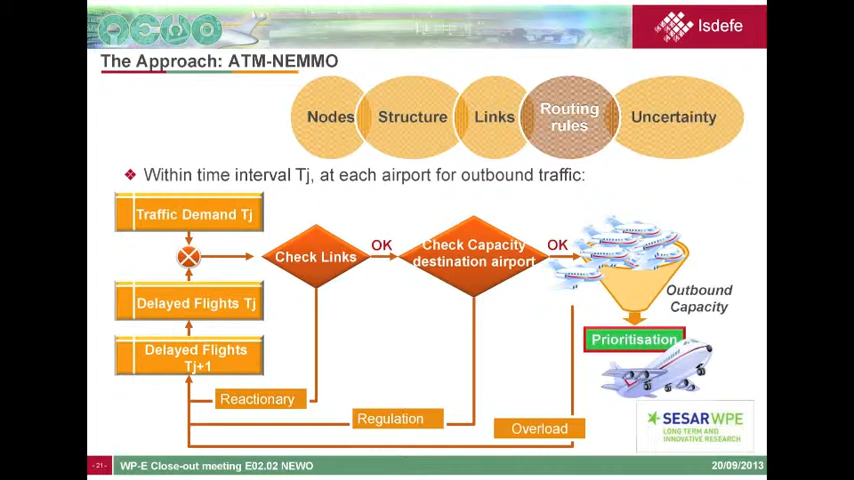 NEWO
Isdefe
The Approach: ATM-NEMMO
Nodes
Structure
Links
Routing
rules
Uncertainty
❖ Within time interval Tj, at each airport for outbound traffic:
Traffic Demand Tj
Check Links
OK
Check Capacity
destination airport
OK
Delayed Flights Tj
Outbound
Capacity
Delayed Flights
Tj+1
Prioritisation
Reactionary
Regulation
Overload
SESARWPE
LONG TERM AND
INNOVATIVE RESEARCH
- 21 -
WP-E Close-out meeting E02.02 NEWO
20/09/2013